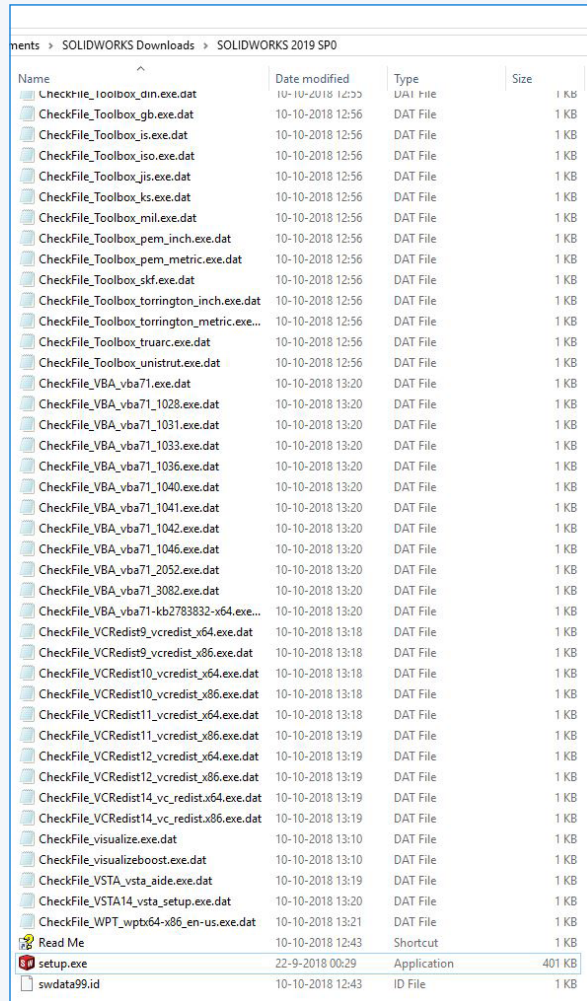 ments > SOLIDWORKS Downloads > SOLIDWORKS 2019 SP0
Name Date modified Type Size
CheckFile_Toolbox_din.exe.dat 10-10-2018 12:55 DAT File 1 KB
CheckFile_Toolbox_gb.exe.dat 10-10-2018 12:56 DAT File 1 KB
CheckFile_Toolbox_is.exe.dat 10-10-2018 12:56 DAT File 1 KB
CheckFile_Toolbox_iso.exe.dat 10-10-2018 12:56 DAT File 1 KB
CheckFile_Toolbox_jis.exe.dat 10-10-2018 12:56 DAT File 1 KB
CheckFile_Toolbox_ks.exe.dat 10-10-2018 12:56 DAT File 1 KB
CheckFile_Toolbox_mil.exe.dat 10-10-2018 12:56 DAT File 1 KB
CheckFile_Toolbox_pem_inch.exe.dat 10-10-2018 12:56 DAT File 1 KB
CheckFile_Toolbox_pem_metric.exe.dat 10-10-2018 12:56 DAT File 1 KB
CheckFile_Toolbox_skf.exe.dat 10-10-2018 12:56 DAT File 1 KB
CheckFile_Toolbox_torrington_inch.exe.dat 10-10-2018 12:56 DAT File 1 KB
CheckFile_Toolbox_torrington_metric.exe... 10-10-2018 12:56 DAT File 1 KB
CheckFile_Toolbox_truarc.exe.dat 10-10-2018 12:56 DAT File 1 KB
CheckFile_Toolbox_unistrut.exe.dat 10-10-2018 12:56 DAT File 1 KB
CheckFile_VBA_vba71.exe.dat 10-10-2018 13:20 DAT File 1 KB
CheckFile_VBA_vba71_1028.exe.dat 10-10-2018 13:20 DAT File 1 KB
CheckFile_VBA_vba71_1031.exe.dat 10-10-2018 13:20 DAT File 1 KB
CheckFile_VBA_vba71_1033.exe.dat 10-10-2018 13:20 DAT File 1 KB
CheckFile_VBA_vba71_1036.exe.dat 10-10-2018 13:20 DAT File 1 KB
CheckFile_VBA_vba71_1040.exe.dat 10-10-2018 13:20 DAT File 1 KB
CheckFile_VBA_vba71_1041.exe.dat 10-10-2018 13:20 DAT File 1 KB
CheckFile_VBA_vba71_1042.exe.dat 10-10-2018 13:20 DAT File 1 KB
CheckFile_VBA_vba71_1046.exe.dat 10-10-2018 13:20 DAT File 1 KB
CheckFile_VBA_vba71_2052.exe.dat 10-10-2018 13:20 DAT File 1 KB
CheckFile_VBA_vba71_3082.exe.dat 10-10-2018 13:20 DAT File 1 KB
CheckFile_VBA_vba71-kb2783832-x64.exe... 10-10-2018 13:20 DAT File 1 KB
CheckFile_VCRedist9_vcredist_x64.exe.dat 10-10-2018 13:18 DAT File 1 KB
CheckFile_VCRedist9_vcredist_x86.exe.dat 10-10-2018 13:18 DAT File 1 KB
CheckFile_VCRedist10_vcredist_x64.exe.dat 10-10-2018 13:18 DAT File 1 KB
CheckFile_VCRedist10_vcredist_x86.exe.dat 10-10-2018 13:18 DAT File 1 KB
CheckFile_VCRedist11_vcredist_x64.exe.dat 10-10-2018 13:18 DAT File 1 KB
CheckFile_VCRedist11_vcredist_x86.exe.dat 10-10-2018 13:19 DAT File 1 KB
CheckFile_VCRedist12_vcredist_x64.exe.dat 10-10-2018 13:19 DAT File 1 KB
CheckFile_VCRedist12_vcredist_x86.exe.dat 10-10-2018 13:19 DAT File 1 KB
CheckFile_VCRedist14_vc_redist.x64.exe.dat 10-10-2018 13:19 DAT File 1 KB
CheckFile_VCRedist14_vc_redist.x86.exe.dat 10-10-2018 13:19 DAT File 1 KB
CheckFile_visualize.exe.dat 10-10-2018 13:10 DAT File 1 KB
CheckFile_visualizeboost.exe.dat 10-10-2018 13:10 DAT File 1 KB
CheckFile_VSTA_vsta_aide.exe.dat 10-10-2018 13:19 DAT File 1 KB
CheckFile_VSTA14_vsta_setup.exe.dat 10-10-2018 13:20 DAT File 1 KB
CheckFile_WPT_wptx64-x86_en-us.exe.dat 10-10-2018 13:21 DAT File 1 KB
Read Me 10-10-2018 12:43 Shortcut 1 KB
setup.exe 22-9-2018 00:29 Application 401 KB
swdata99.id 10-10-2018 12:43 ID File 1 KB